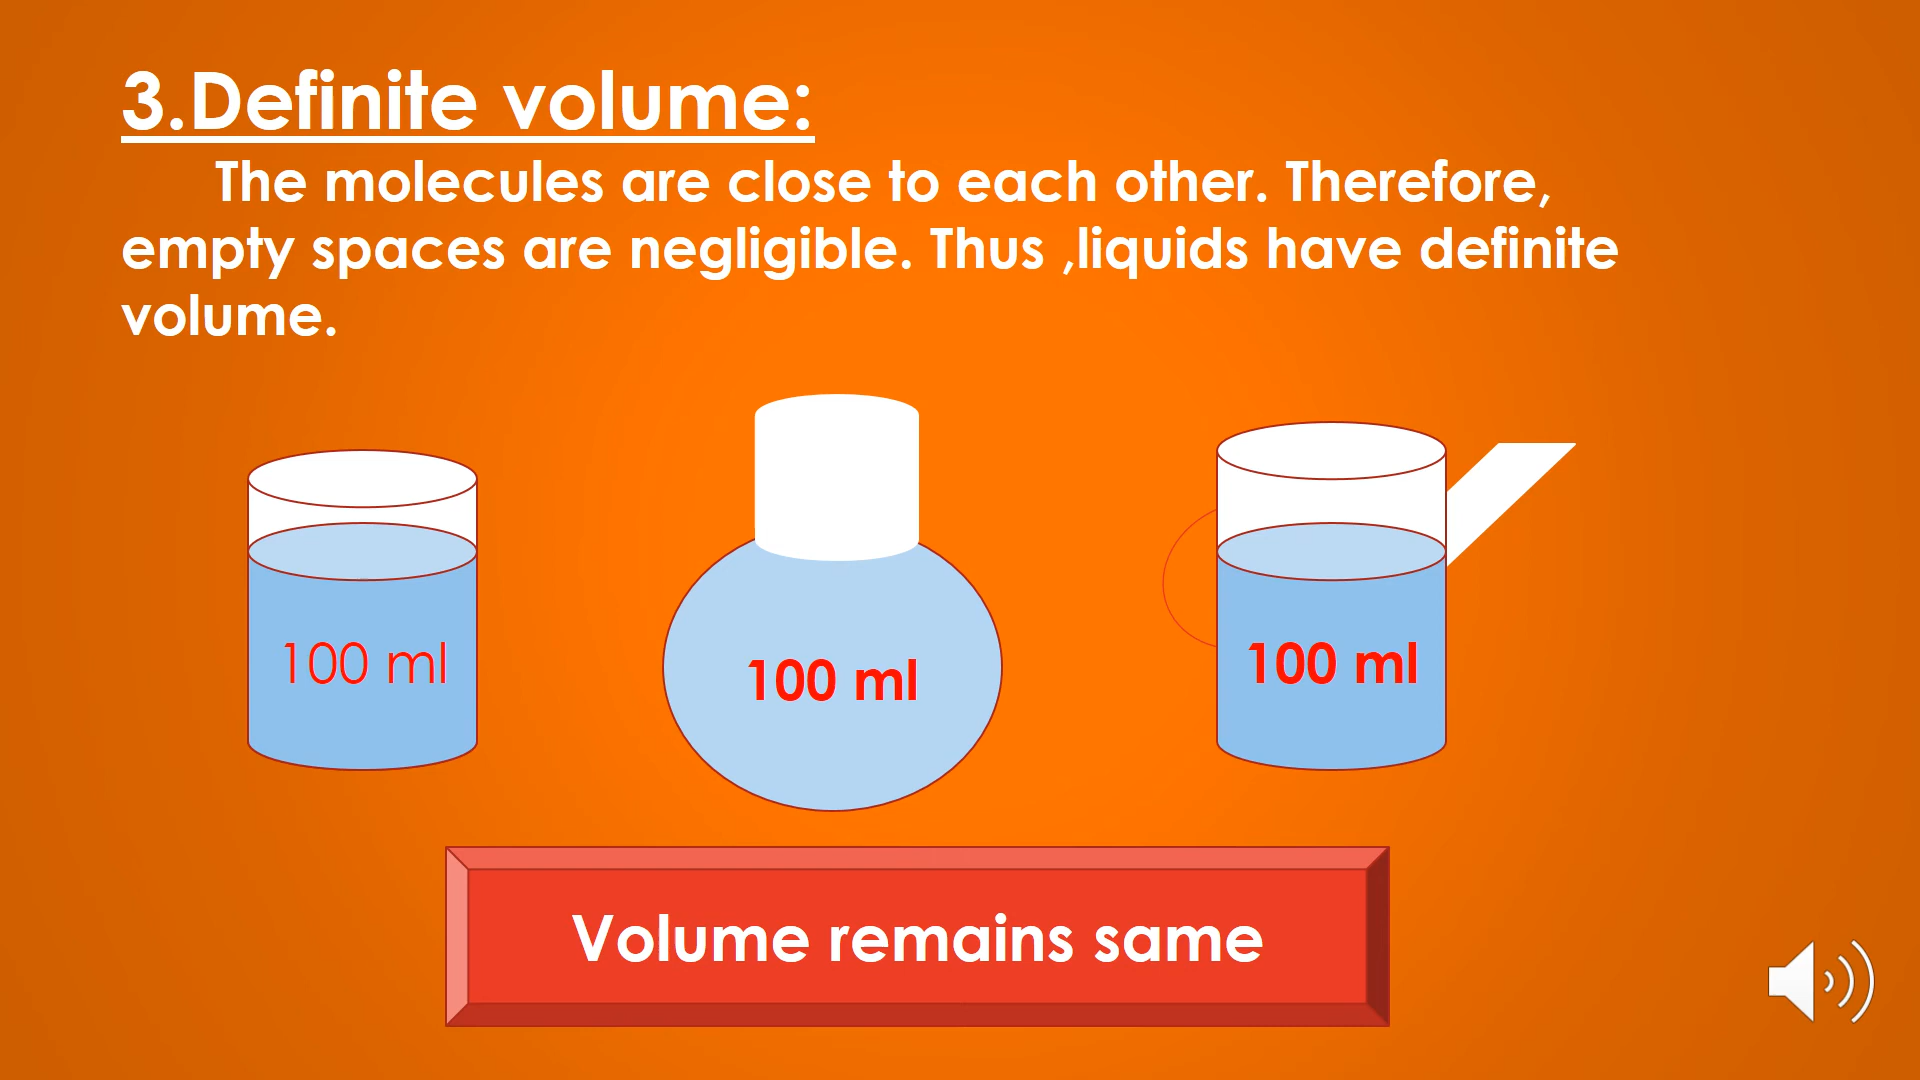 3.Definite volume:
The molecules are close to each other. Therefore,
empty spaces are negligible. Thus ,liquids have definite
volume.
100 ml
100 ml
100 ml
Volume remains same